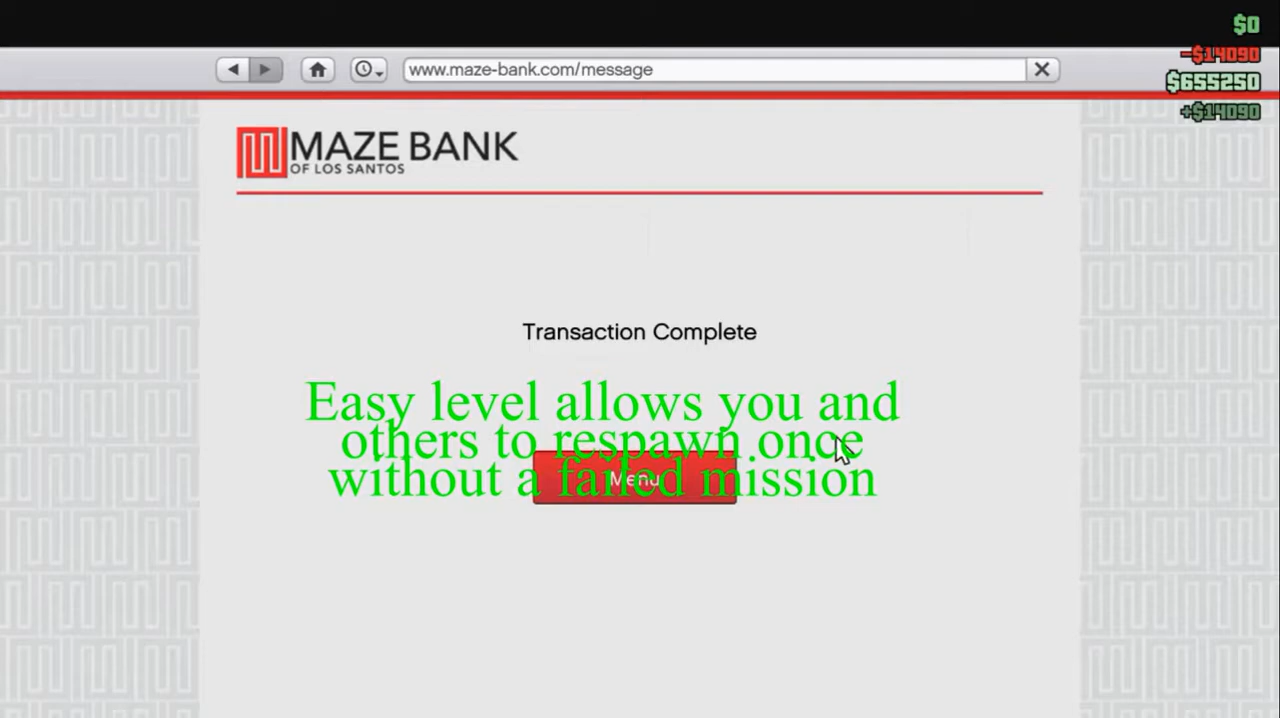 $0
-$14090
www.maze-bank.com/message
$655250
+$14090
MAZE BANK
OF LOS SANTOS
Transaction Complete
Easy level allows you and
others to respawn once
without a failed mission
Menu